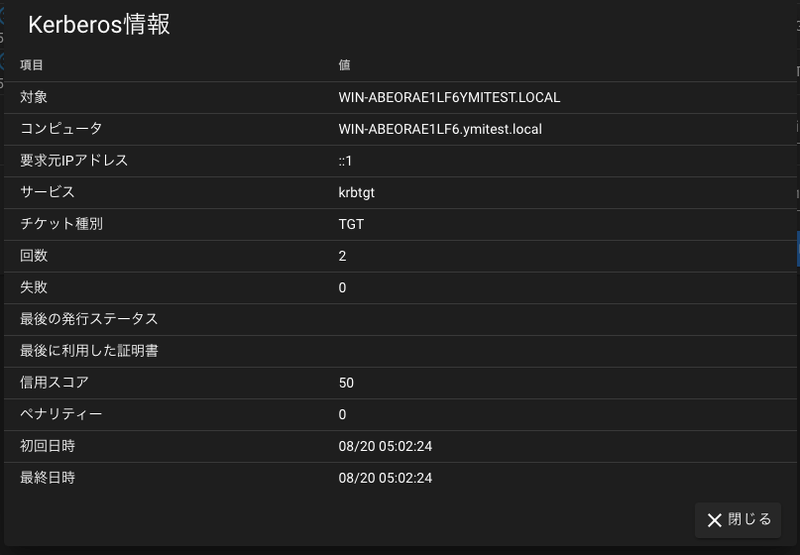 Kerberos情報
項目 値
対象 WIN-ABEORAE1LF6YMITEST.LOCAL
コンピュータ WIN-ABEORAE1LF6.ymitest.local
要求元IPアドレス ::1
サービス krbtgt
チケット種別 TGT
回数 2
失敗 0
最後の発行ステータス
最後に利用した証明書
信用スコア 50
ペナリティー 0
初回日時 08/20 05:02:24
最終日時 08/20 05:02:24
閉じる